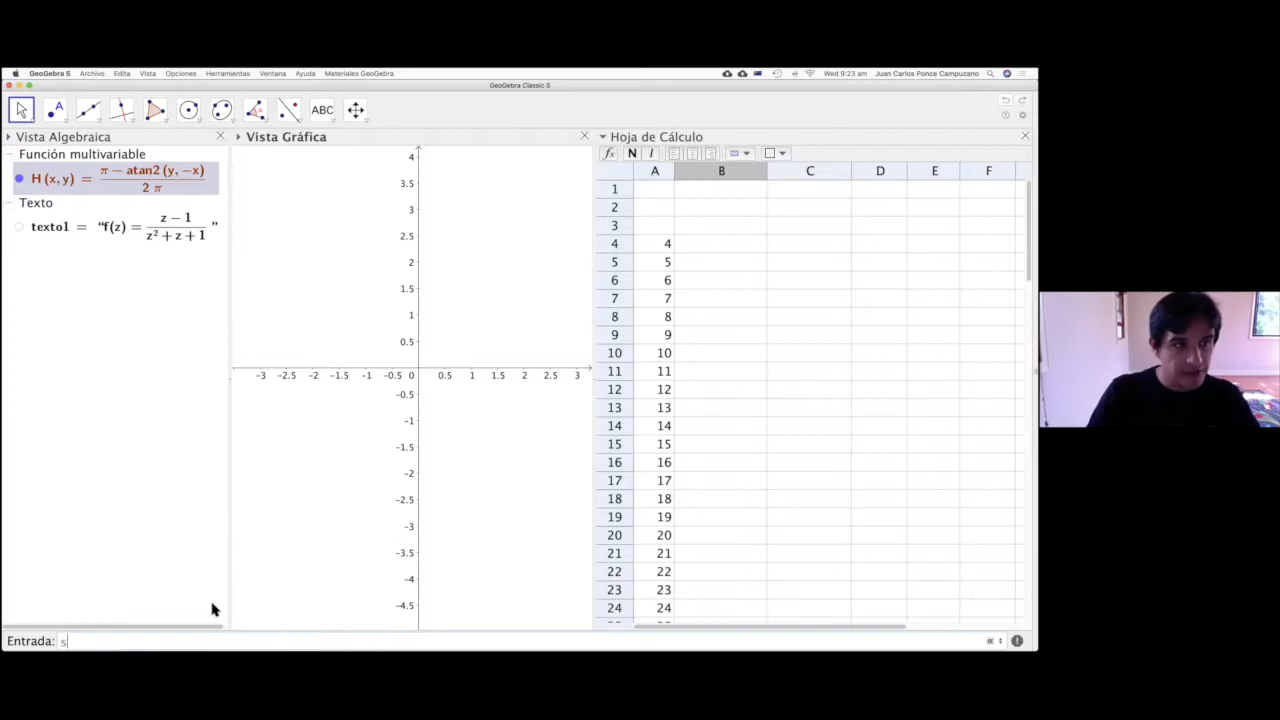 GeoGebra 5 Archivo Edita Vista Opciones Herramientas Ventana Ayuda Materiales GeoGebra Wed 9:23 am Juan Carlos Ponce Campuzano
GeoGebra Classic 5
ABC
Vista Algebraica
Vista Gráfica
Hoja de Cálculo
Función multivariable
H (x, y) = π − atan2 (y, −x) / 2 π
Texto
texto1 = “f(z) = z − 1 / z² + z + 1 ”
4
3.5
3
2.5
2
1.5
1
0.5
-3 -2.5 -2 -1.5 -1 -0.5 0 0.5 1 1.5 2 2.5 3
-0.5
-1
-1.5
-2
-2.5
-3
-3.5
-4
-4.5
fx N I
A B C D E F
1
2
3
4 4
5 5
6 6
7 7
8 8
9 9
10 10
11 11
12 12
13 13
14 14
15 15
16 16
17 17
18 18
19 19
20 20
21 21
22 22
23 23
24 24
Entrada: s